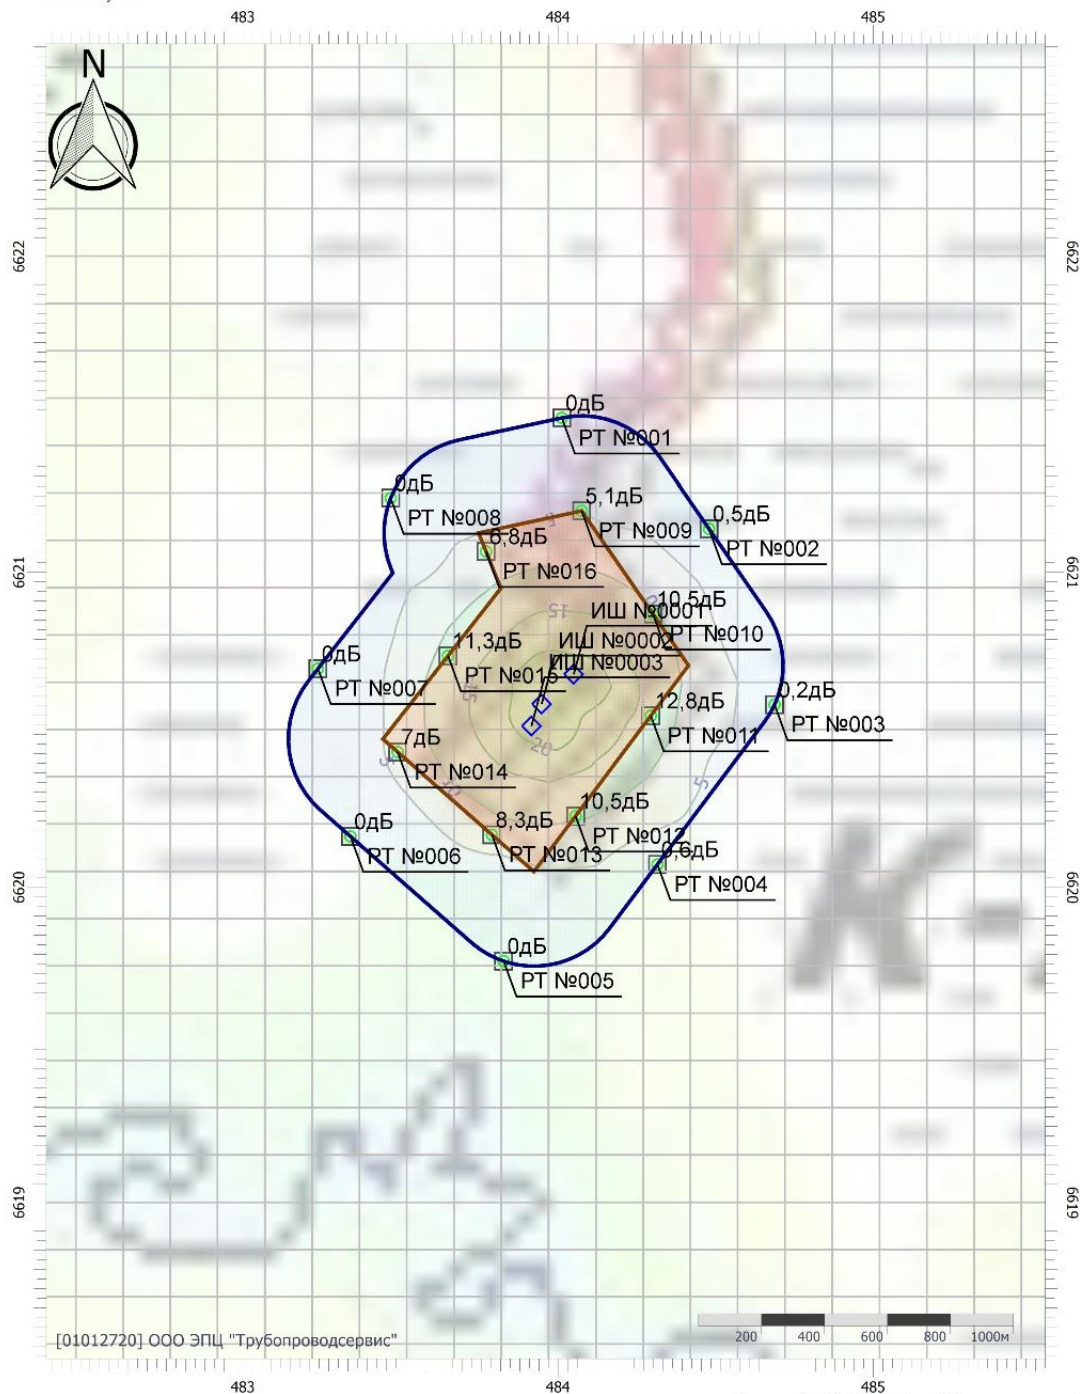 483 484 485
N
6622 6622
0дБ
РТ №001
0дБ
РТ №008
5,1дБ
РТ №009
0,5дБ
РТ №002
6,8дБ
РТ №016
6621 6621
10,5дБ
РТ №010
ИШ №0001
ИШ №0002
ИШ №0003
15
11,3дБ
РТ №015
15
0дБ
РТ №007
12,8дБ
РТ №011
0,2дБ
РТ №003
7дБ
РТ №014
20
5
10
5
0дБ
РТ №006
8,3дБ
РТ №013
10,5дБ
РТ №012
0,6дБ
РТ №004
6620 6620
К-
0дБ
РТ №005
6619 6619
200 400 600 800 1000м
[01012720] ООО ЭПЦ "Трубопроводсервис"
483 484 485